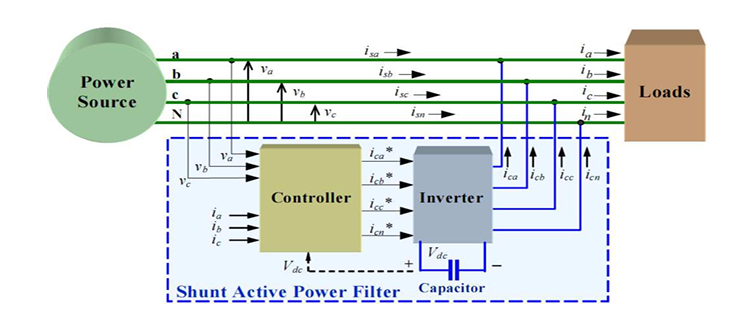 a
i_sa
i_a
b
v_a
i_sb
i_b
Power
Source
c
v_b
i_sc
i_c
Loads
N
v_c
i_sn
i_n
v_a
v_b
v_c
i_ca*
i_cb*
i_cc*
i_cn*
i_ca
i_cb
i_cc
i_cn
Controller
Inverter
i_a
i_b
i_c
V_dc
+
V_dc
−
Capacitor
Shunt Active Power Filter